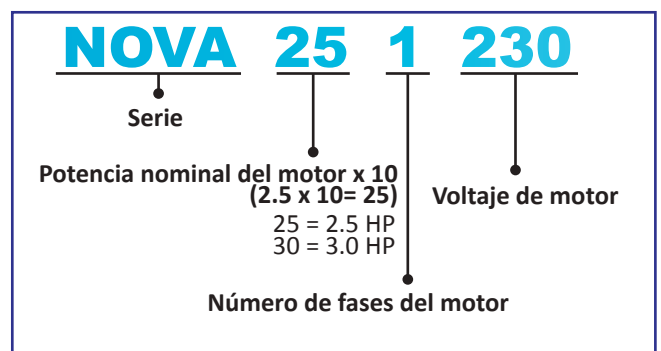 NOVA 25 1 230
Serie
Potencia nominal del motor x 10
(2.5 x 10= 25)
25 = 2.5 HP
30 = 3.0 HP
Voltaje de motor
Número de fases del motor